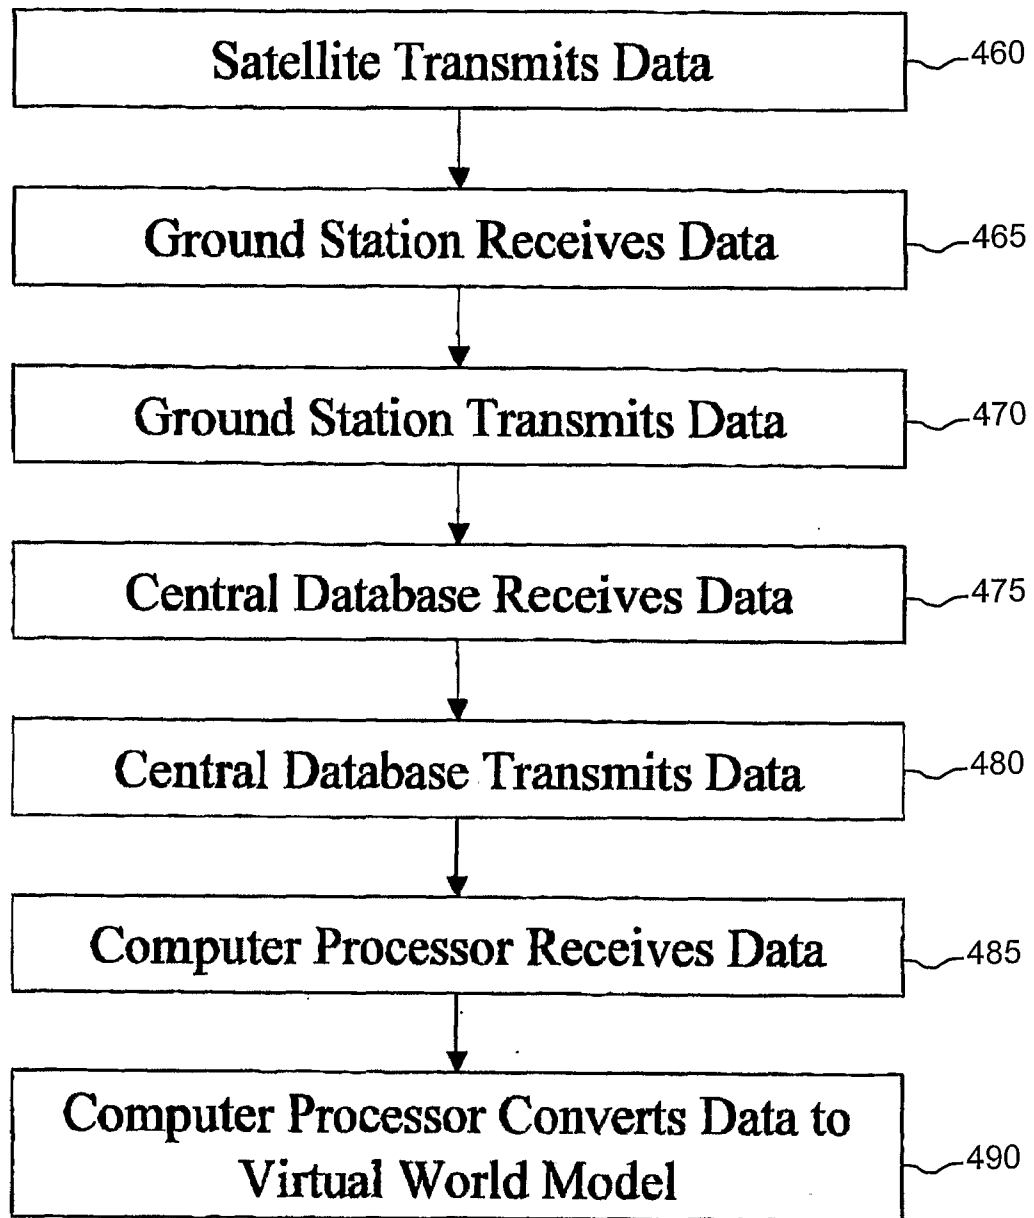 Satellite Transmits Data
460
Ground Station Receives Data
465
Ground Station Transmits Data
470
Central Database Receives Data
475
Central Database Transmits Data
480
Computer Processor Receives Data
485
Computer Processor Converts Data to
Virtual World Model
490